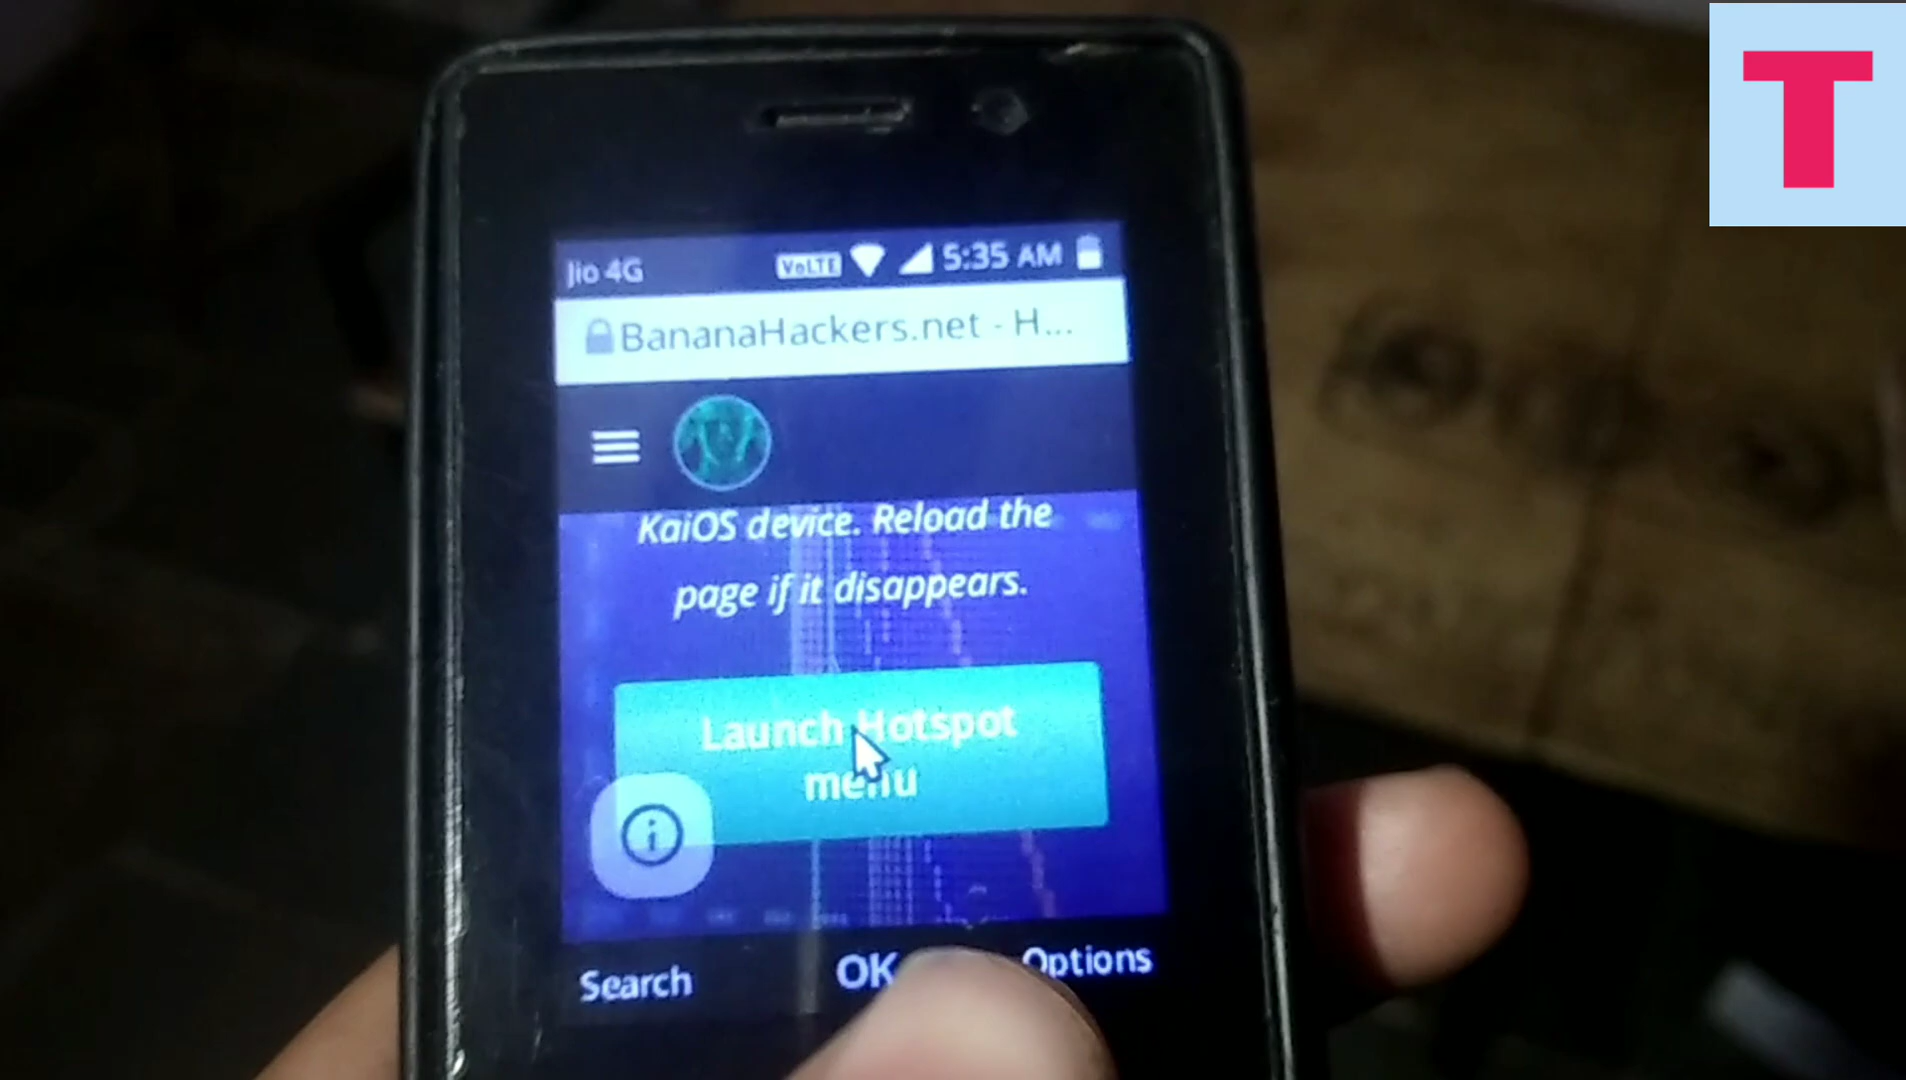 T
Jio 4G VoLTE 5:35 AM
BananaHackers.net - H...
KaiOS device. Reload the
page if it disappears.
Launch Hotspot
menu
i
Search OK Options